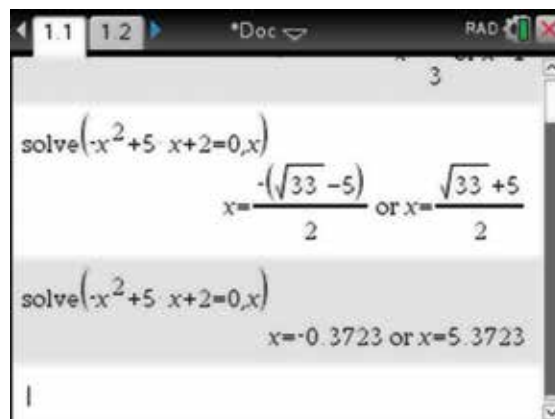 1.1 1.2 *Doc RAD
3
solve(-x²+5 x+2=0,x)
x=-(√33 -5)/2 or x=√33 +5/2
solve(-x²+5 x+2=0,x)
x=-0.3723 or x=5.3723